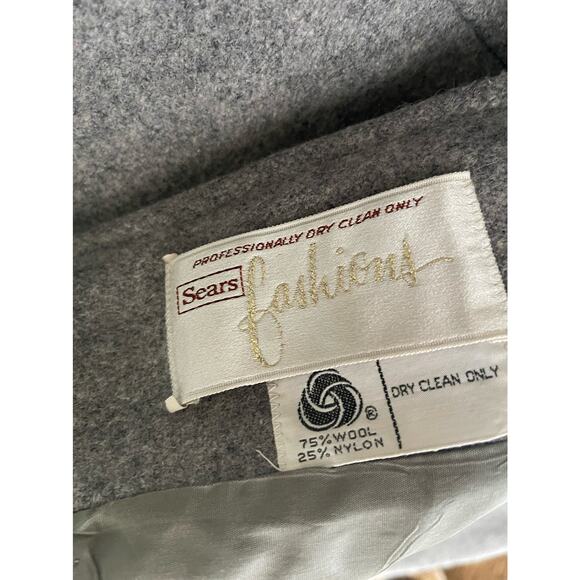 PROFESSIONALLY DRY CLEAN ONLY
Sears fashions
®
75% WOOL
25% NYLON
DRY CLEAN ONLY